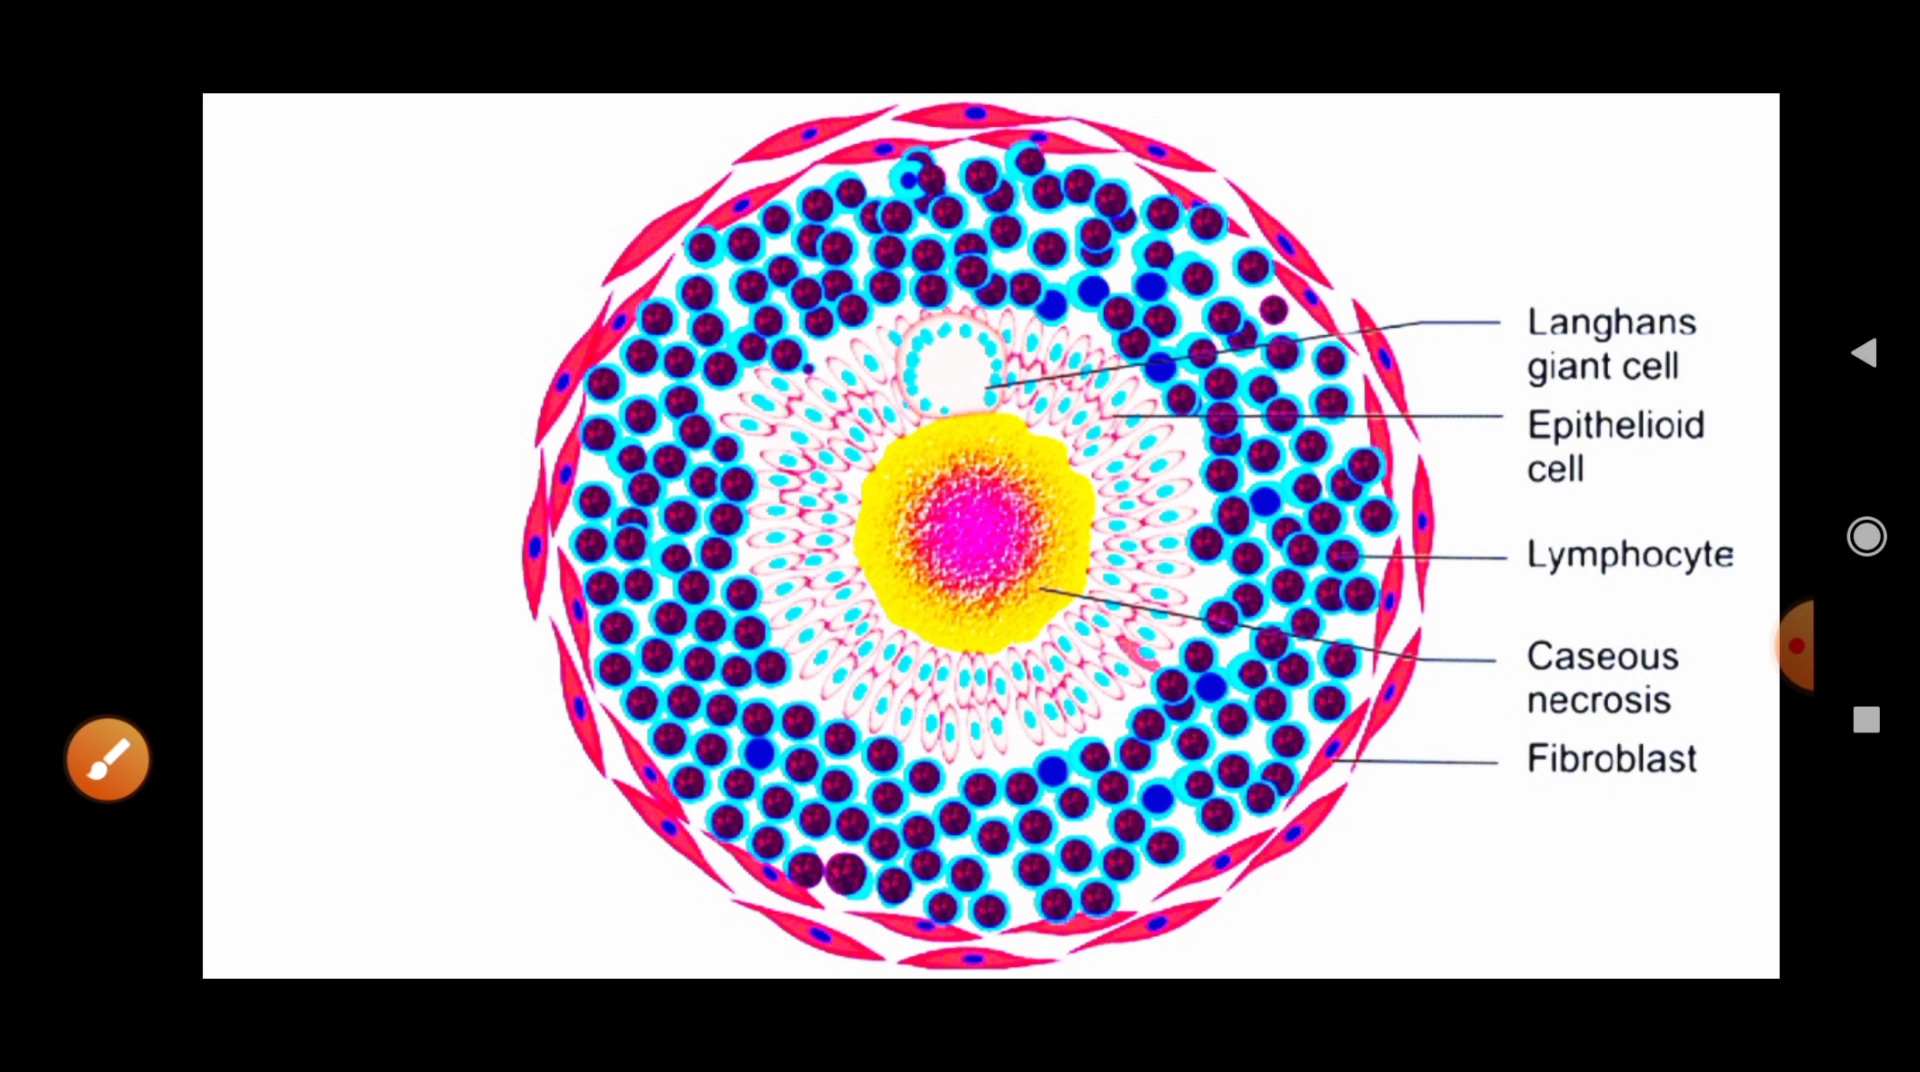 Langhans
giant cell
Epithelioid
cell
Lymphocyte
Caseous
necrosis
Fibroblast